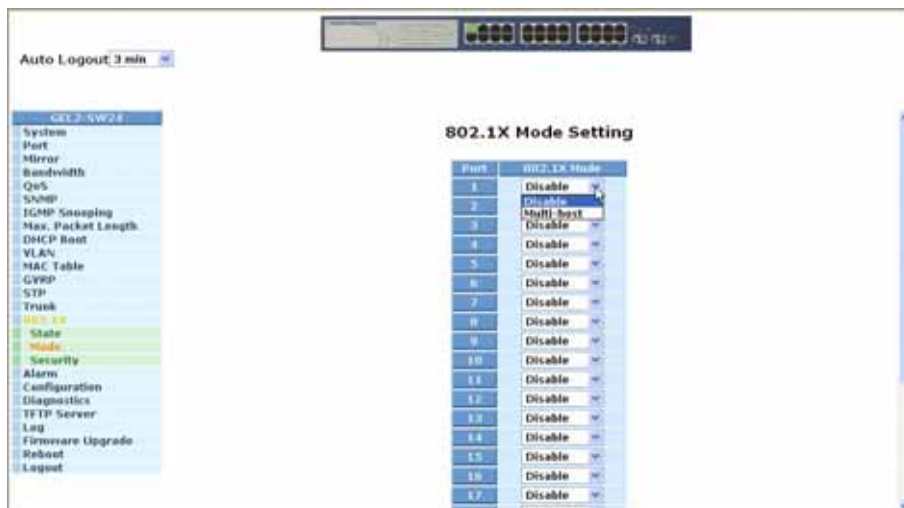 Auto Logout 3 min
GEL2-SW24
System
Port
Mirror
Bandwidth
QoS
SNMP
IGMP Snooping
Max. Packet Length
DHCP Boot
VLAN
MAC Table
GVRP
STP
Trunk
802.1X
State
Mode
Security
Alarm
Configuration
Diagnostics
TFTP Server
Log
Firmware Upgrade
Reboot
Logout
802.1X Mode Setting
Port 802.1X Mode
1 Disable
Disable
2 Multi-host
3 Disable
4 Disable
5 Disable
6 Disable
7 Disable
8 Disable
9 Disable
10 Disable
11 Disable
12 Disable
13 Disable
14 Disable
15 Disable
16 Disable
17 Disable